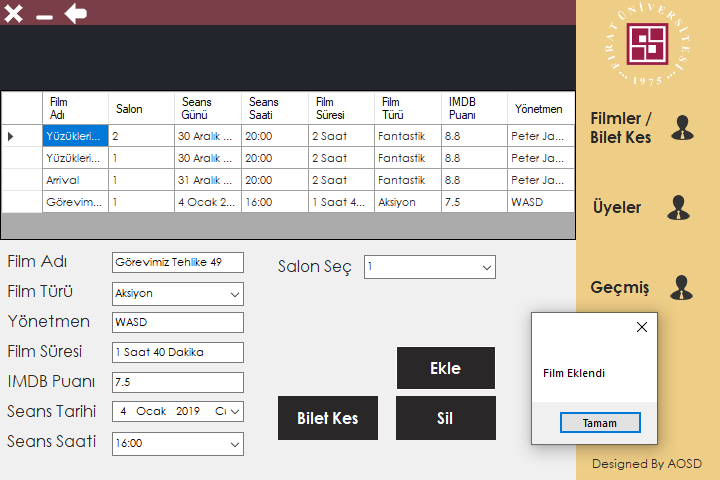 FIRAT ÜNİVERSİTESİ
1975
Film Adı Salon Seans Günü Seans Saati Film Süresi Film Türü IMDB Puanı Yönetmen
Yüzükleri... 2 30 Aralık ... 20:00 2 Saat Fantastik 8.8 Peter Ja...
Yüzükleri... 1 30 Aralık ... 20:00 2 Saat Fantastik 8.8 Peter Ja...
Arrival 1 31 Aralık ... 20:00 2 Saat Fantastik 8.8 Peter Ja...
Görevim... 1 4 Ocak 2... 16:00 1 Saat 4... Aksiyon 7.5 WASD
Filmler /
Bilet Kes
Üyeler
Geçmiş
Film Adı Görevimiz Tehlike 49
Salon Seç 1
Film Türü Aksiyon
Yönetmen WASD
Film Süresi 1 Saat 40 Dakika
IMDB Puanı 7.5
Seans Tarihi 4 Ocak 2019 Cu
Seans Saati 16:00
Ekle
Bilet Kes
Sil
Film Eklendi
Tamam
Designed By AOSD